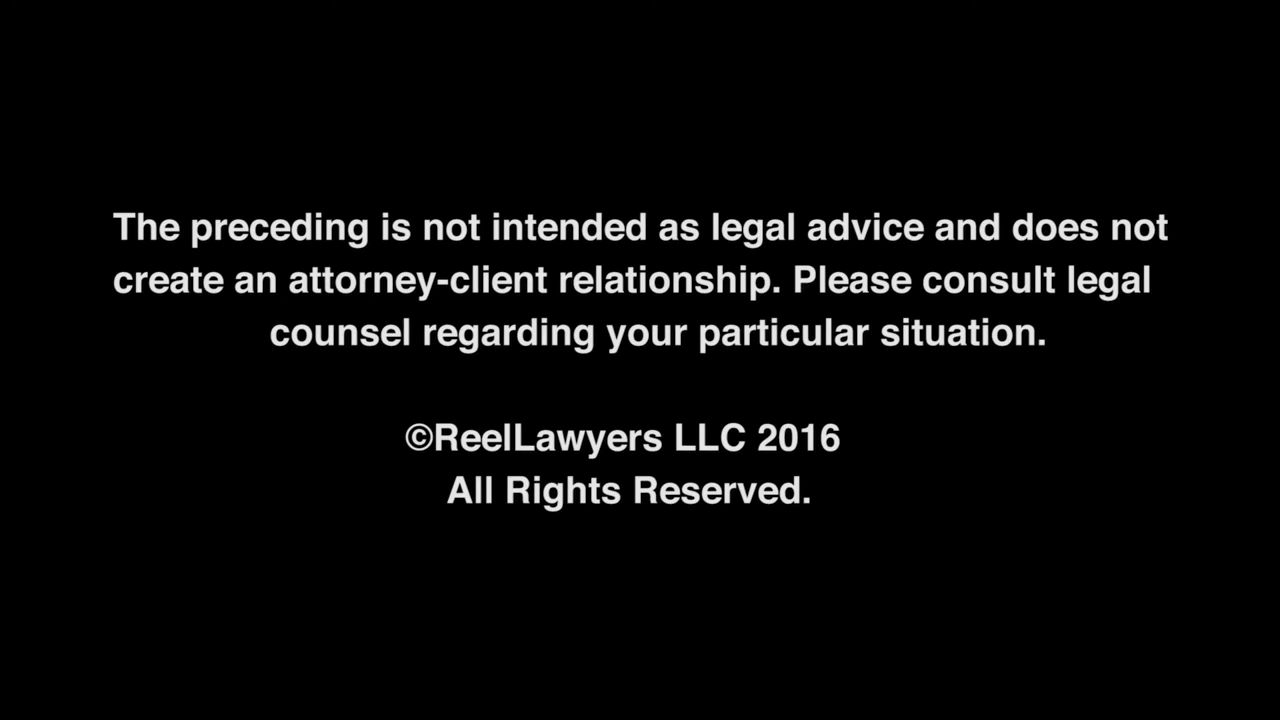 The preceding is not intended as legal advice and does not
create an attorney-client relationship. Please consult legal
counsel regarding your particular situation.
©ReelLawyers LLC 2016
All Rights Reserved.